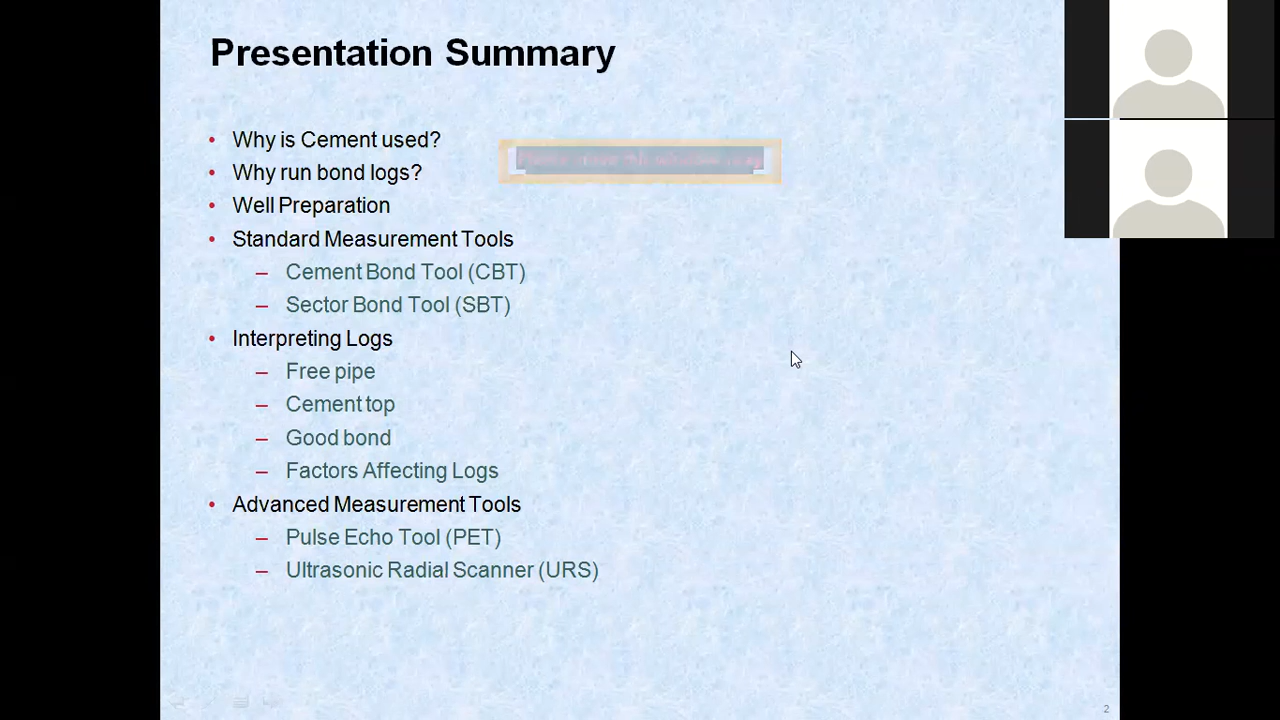 Presentation Summary
• Why is Cement used?
• Why run bond logs?
• Well Preparation
• Standard Measurement Tools
– Cement Bond Tool (CBT)
– Sector Bond Tool (SBT)
• Interpreting Logs
– Free pipe
– Cement top
– Good bond
– Factors Affecting Logs
• Advanced Measurement Tools
– Pulse Echo Tool (PET)
– Ultrasonic Radial Scanner (URS)
2